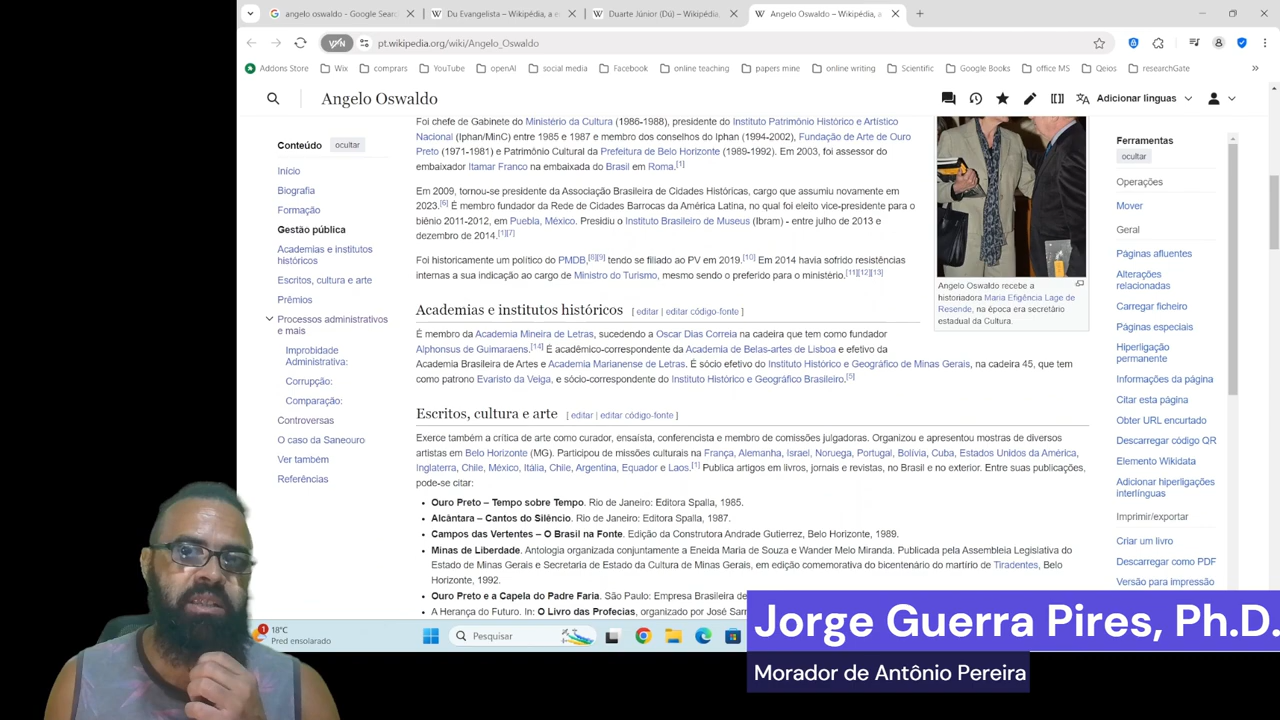 angelo oswaldo - Google Sear
Du Evangelista – Wikipédia, a e
Duarte Júnior (Dú) – Wikipédia,
Angelo Oswaldo – Wikipédia, a
VPN
pt.wikipedia.org/wiki/Angelo_Oswaldo
Addons Store
Wix
comprars
YouTube
openAI
social media
Facebook
online teaching
papers mine
online writing
Scientific
Google Books
office MS
Qeios
researchGate
Angelo Oswaldo
Adicionar línguas
Conteúdo ocultar
Início
Biografia
Formação
Gestão pública
Academias e institutos
históricos
Escritos, cultura e arte
Prêmios
Processos administrativos
e mais
Improbidade
Administrativa:
Corrupção:
Comparação:
Controversas
O caso da Saneouro
Ver também
Referências
Foi chefe de Gabinete do Ministério da Cultura (1986-1988), presidente do Instituto Patrimônio Histórico e Artístico
Nacional (Iphan/MinC) entre 1985 e 1987 e membro dos conselhos do Iphan (1994-2002), Fundação de Arte de Ouro
Preto (1971-1981) e Patrimônio Cultural da Prefeitura de Belo Horizonte (1989-1992). Em 2003, foi assessor do
embaixador Itamar Franco na embaixada do Brasil em Roma.[1]
Em 2009, tornou-se presidente da Associação Brasileira de Cidades Históricas, cargo que assumiu novamente em
2023.[6] É membro fundador da Rede de Cidades Barrocas da América Latina, no qual foi eleito vice-presidente para o
biênio 2011-2012, em Puebla, México. Presidiu o Instituto Brasileiro de Museus (Ibram) - entre julho de 2013 e
dezembro de 2014.[1][7]
Foi historicamente um político do PMDB,[8][9] tendo se filiado ao PV em 2019.[10] Em 2014 havia sofrido resistências
internas a sua indicação ao cargo de Ministro do Turismo, mesmo sendo o preferido para o ministério.[11][12][13]
Academias e institutos históricos [ editar | editar código-fonte ]
É membro da Academia Mineira de Letras, sucedendo a Oscar Dias Correia na cadeira que tem como fundador
Alphonsus de Guimaraens.[14] É acadêmico-correspondente da Academia de Belas-artes de Lisboa e efetivo da
Academia Brasileira de Artes e Academia Marianense de Letras. É sócio efetivo do Instituto Histórico e Geográfico de Minas Gerais, na cadeira 45, que tem
como patrono Evaristo da Veiga, e sócio-correspondente do Instituto Histórico e Geográfico Brasileiro.[5]
Escritos, cultura e arte [ editar | editar código-fonte ]
Exerce também a crítica de arte como curador, ensaísta, conferencista e membro de comissões julgadoras. Organizou e apresentou mostras de diversos
artistas em Belo Horizonte (MG). Participou de missões culturais na França, Alemanha, Israel, Noruega, Portugal, Bolívia, Cuba, Estados Unidos da América,
Inglaterra, Chile, México, Itália, Chile, Argentina, Equador e Laos.[1] Publica artigos em livros, jornais e revistas, no Brasil e no exterior. Entre suas publicações,
pode-se citar:
Ouro Preto – Tempo sobre Tempo. Rio de Janeiro: Editora Spalla, 1985.
Alcântara – Cantos do Silêncio. Rio de Janeiro: Editora Spalla, 1987.
Campos das Vertentes – O Brasil na Fonte. Edição da Construtora Andrade Gutierrez, Belo Horizonte, 1989.
Minas de Liberdade. Antologia organizada conjuntamente a Eneida Maria de Souza e Wander Melo Miranda. Publicada pela Assembleia Legislativa do
Estado de Minas Gerais e Secretaria de Estado da Cultura de Minas Gerais, em edição comemorativa do bicentenário do martírio de Tiradentes, Belo
Horizonte, 1992.
Ouro Preto e a Capela do Padre Faria. São Paulo: Empresa Brasileira de
A Herança do Futuro. In: O Livro das Profecias, organizado por José Sarn
Angelo Oswaldo recebe a
historiadora Maria Efigência Lage de
Resende, na época era secretário
estadual da Cultura.
Ferramentas
ocultar
Operações
Mover
Geral
Páginas afluentes
Alterações
relacionadas
Carregar ficheiro
Páginas especiais
Hiperligação
permanente
Informações da página
Citar esta página
Obter URL encurtado
Descarregar código QR
Elemento Wikidata
Adicionar hiperligações
interlínguas
Imprimir/exportar
Criar um livro
Descarregar como PDF
Versão para impressão
1
18°C
Pred ensolarado
Pesquisar
Jorge Guerra Pires, Ph.D.
Morador de Antônio Pereira